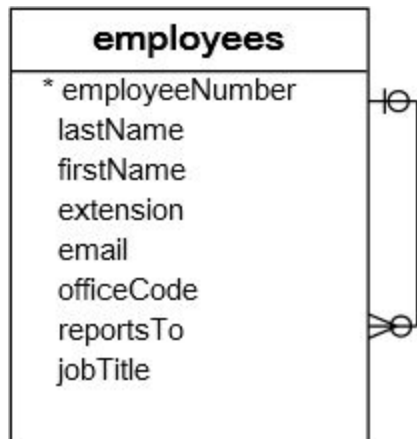 employees
* employeeNumber
lastName
firstName
extension
email
officeCode
reportsTo
jobTitle